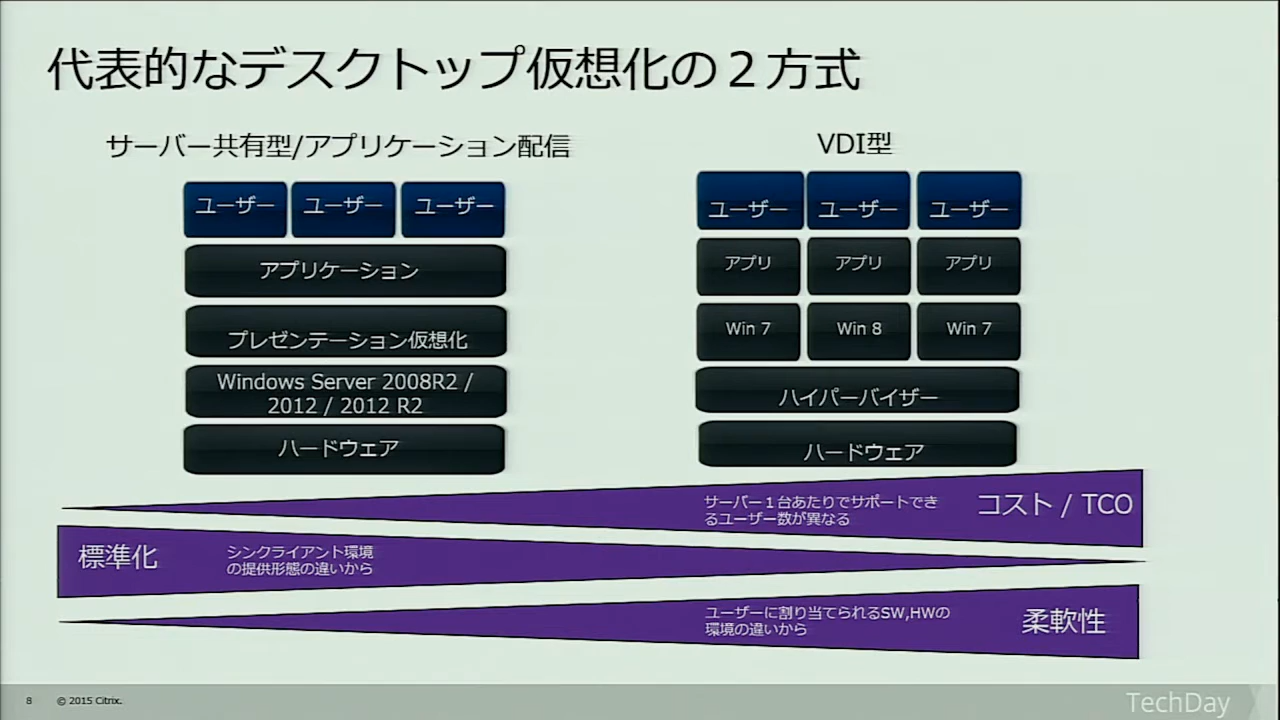 代表的なデスクトップ仮想化の２方式
サーバー共有型/アプリケーション配信
ユーザー ユーザー ユーザー
アプリケーション
プレゼンテーション仮想化
Windows Server 2008R2 /
2012 / 2012 R2
ハードウェア
VDI型
ユーザー ユーザー ユーザー
アプリ アプリ アプリ
Win 7 Win 8 Win 7
ハイパーバイザー
ハードウェア
サーバー１台あたりでサポートでき
るユーザー数が異なる
コスト / TCO
標準化
シンクライアント環境
の提供形態の違いから
ユーザーに割り当てられるSW,HWの
環境の違いから
柔軟性
8 © 2015 Citrix.
TechDay